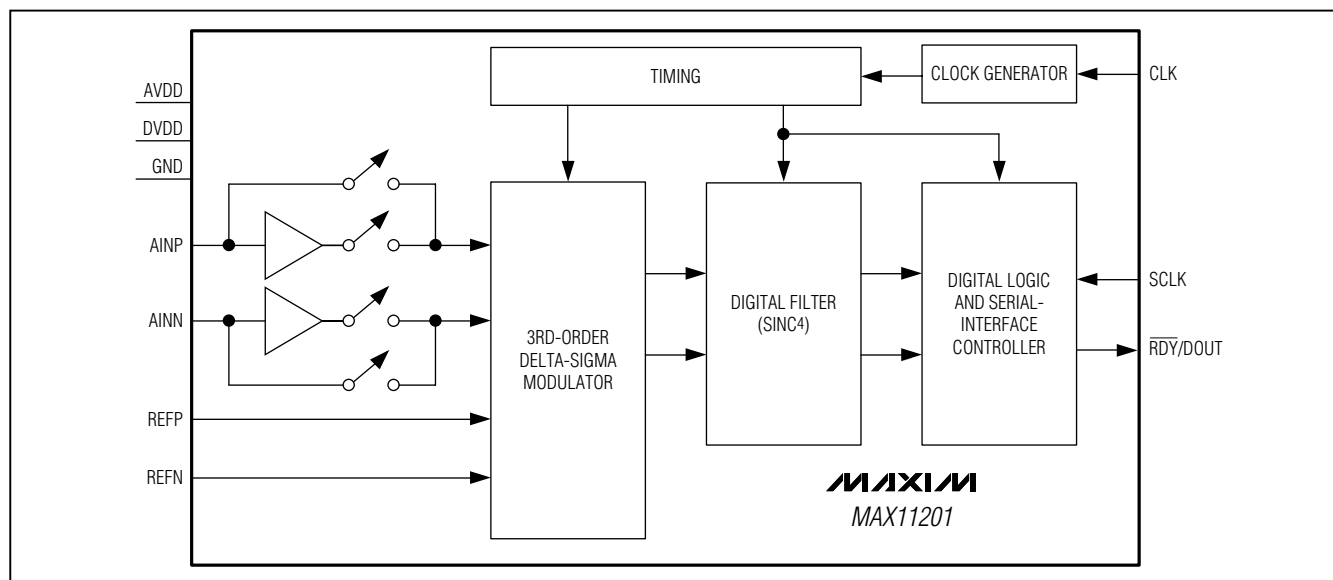 TIMING
CLOCK GENERATOR
CLK
AVDD
DVDD
GND
AINP
AINN
REFP
REFN
3RD-ORDER
DELTA-SIGMA
MODULATOR
DIGITAL FILTER
(SINC⁴)
DIGITAL LOGIC
AND SERIAL-
INTERFACE
CONTROLLER
SCLK
R̅D̅Y̅/DOUT
MAXIM
MAX11201